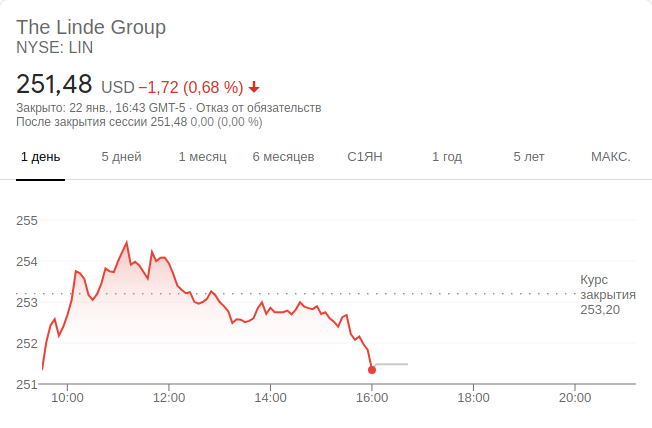 The Linde Group
NYSE: LIN
251,48 USD −1,72 (0,68 %)
Закрыто: 22 янв., 16:43 GMT-5 · Отказ от обязательств
После закрытия сессии 251,48 0,00 (0,00 %)
1 день 5 дней 1 месяц 6 месяцев С1ЯН 1 год 5 лет МАКС.
255
254
253
252
251
Курс
закрытия
253,20
10:00 12:00 14:00 16:00 18:00 20:00